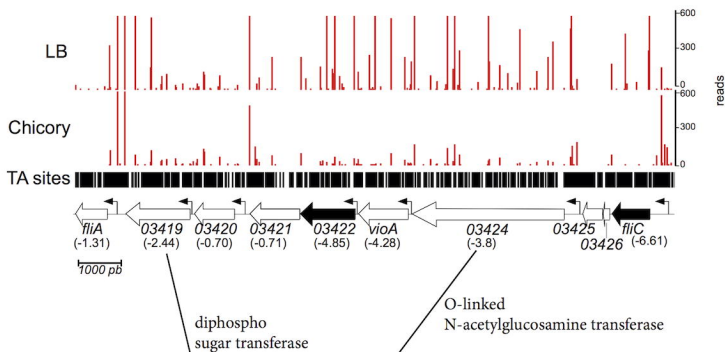 LB
600
300
0
reads
Chicory
600
300
0
TA sites
fliA 03419 03420 03421 03422 vioA 03424 03425 03426 fliC
(-1.31) (-2.44) (-0.70) (-0.71) (-4.85) (-4.28) (-3.8) (-6.61)
1000 pb
diphospho
sugar transferase
O-linked
N-acetylglucosamine transferase